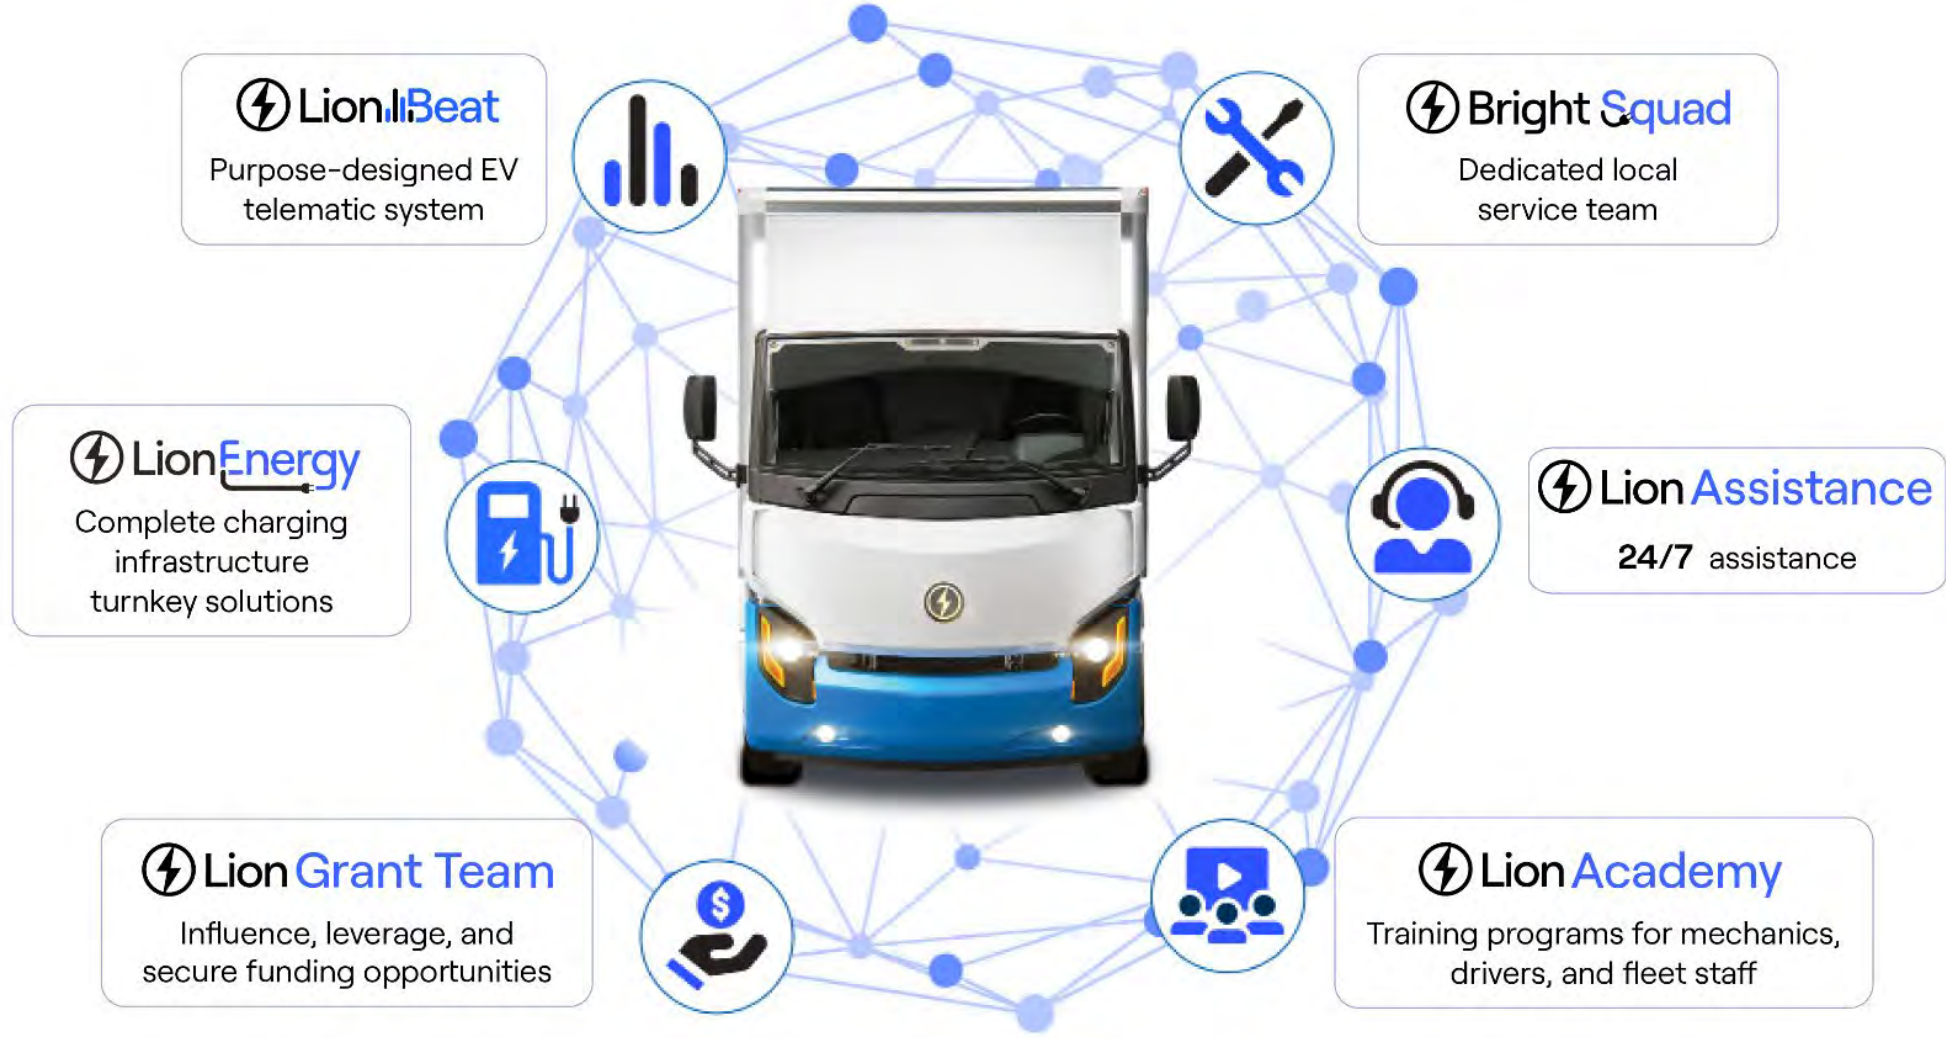 LionBeat
Purpose-designed EV
telematic system
Bright Squad
Dedicated local
service team
LionEnergy
Complete charging
infrastructure
turnkey solutions
Lion Assistance
24/7 assistance
Lion Grant Team
Influence, leverage, and
secure funding opportunities
Lion Academy
Training programs for mechanics,
drivers, and fleet staff